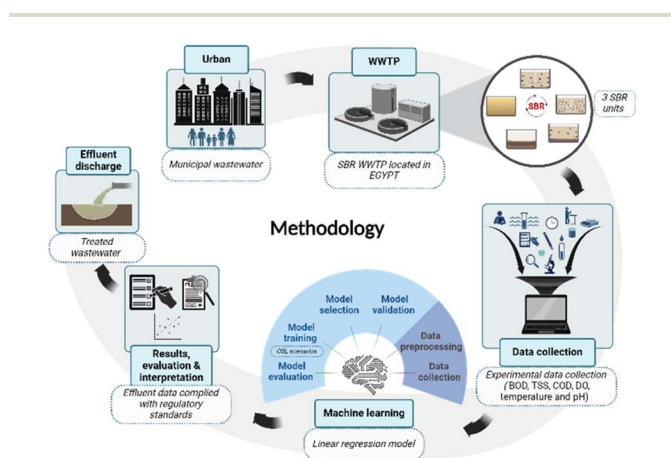 Urban
Municipal wastewater
WWTP
SBR WWTP located in
EGYPT
SBR
3 SBR
units
Effluent
discharge
Treated
wastewater
Methodology
Data collection
Experimental data collection
(BOD, TSS, COD, DO,
temperature and pH)
Model
selection
Model
validation
Model
training
OSL scenarios
Model
evaluation
Data
preprocessing
Data
collection
Machine learning
Linear regression model
Results,
evaluation &
interpretation
Effluent data complied
with regulatory
standards